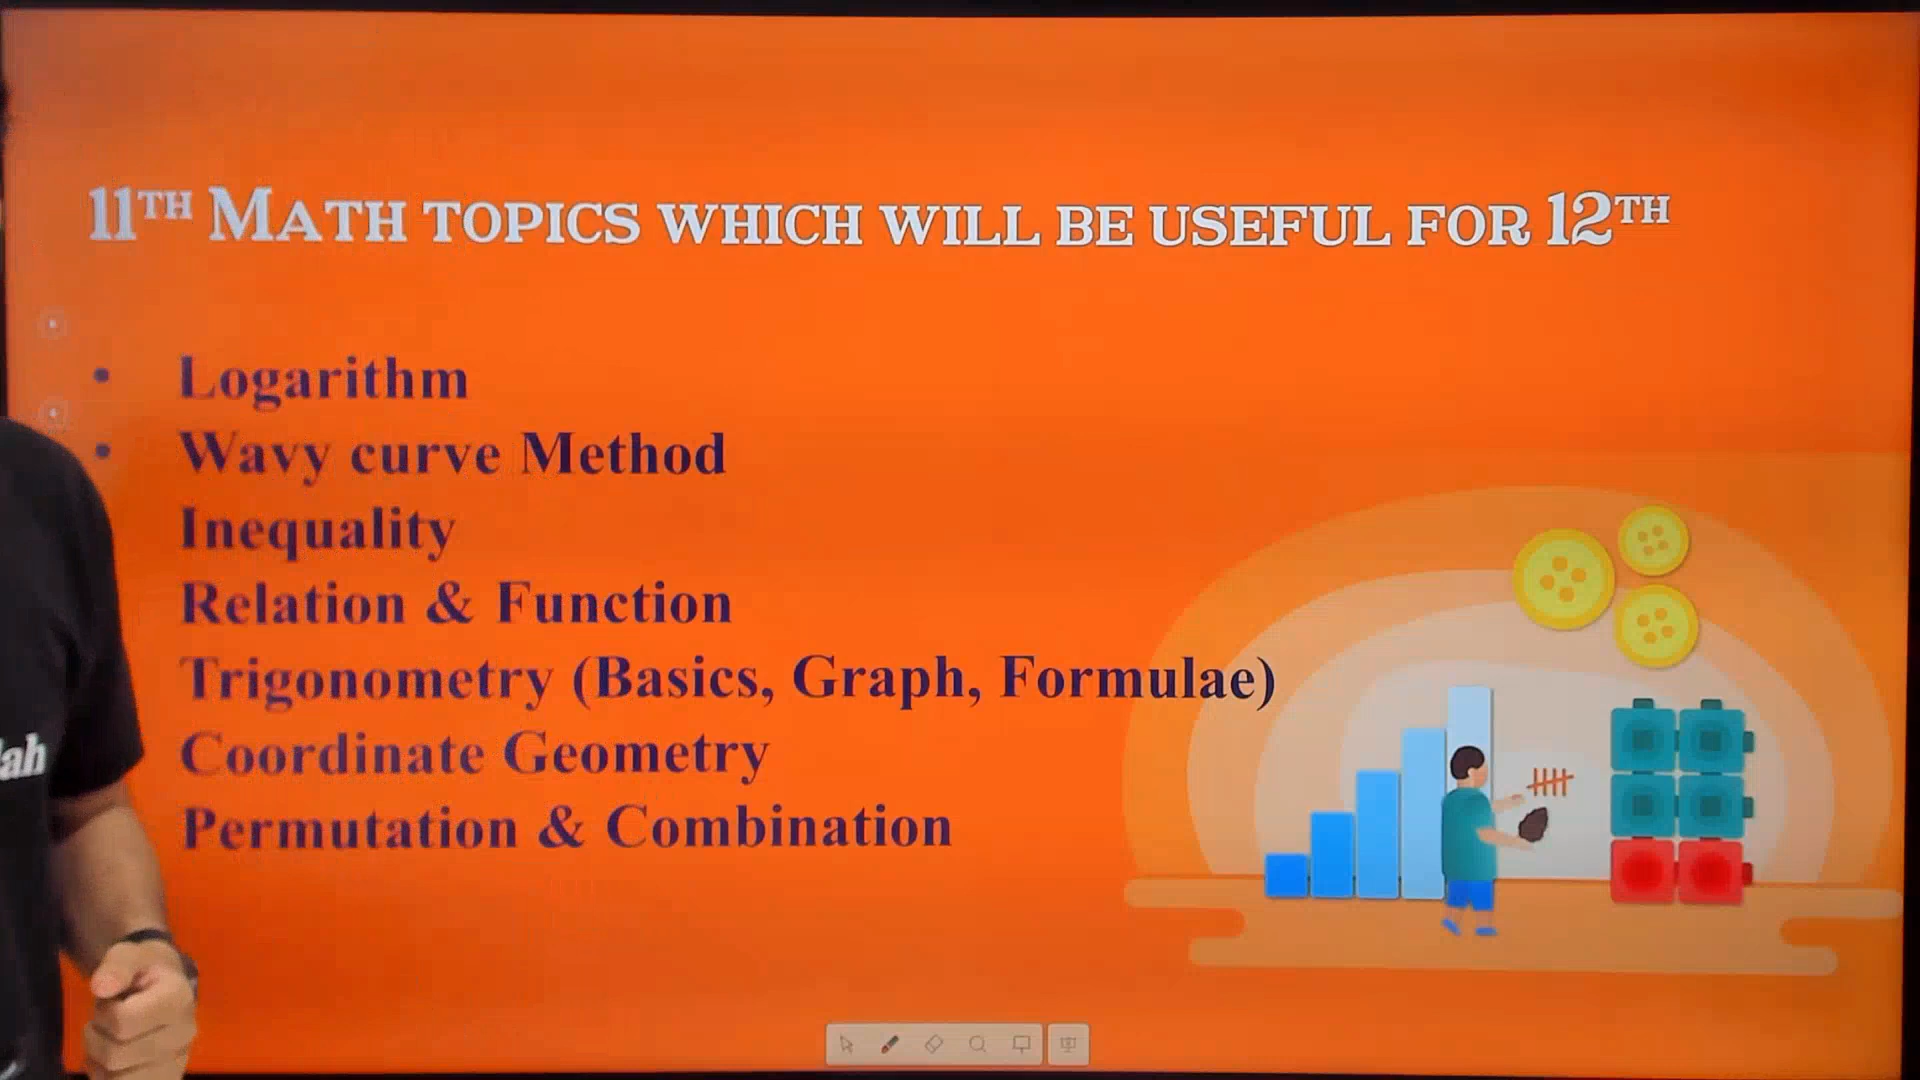 11TH MATH TOPICS WHICH WILL BE USEFUL FOR 12TH
• Logarithm
• Wavy curve Method
Inequality
Relation & Function
Trigonometry (Basics, Graph, Formulae)
Coordinate Geometry
Permutation & Combination
lah